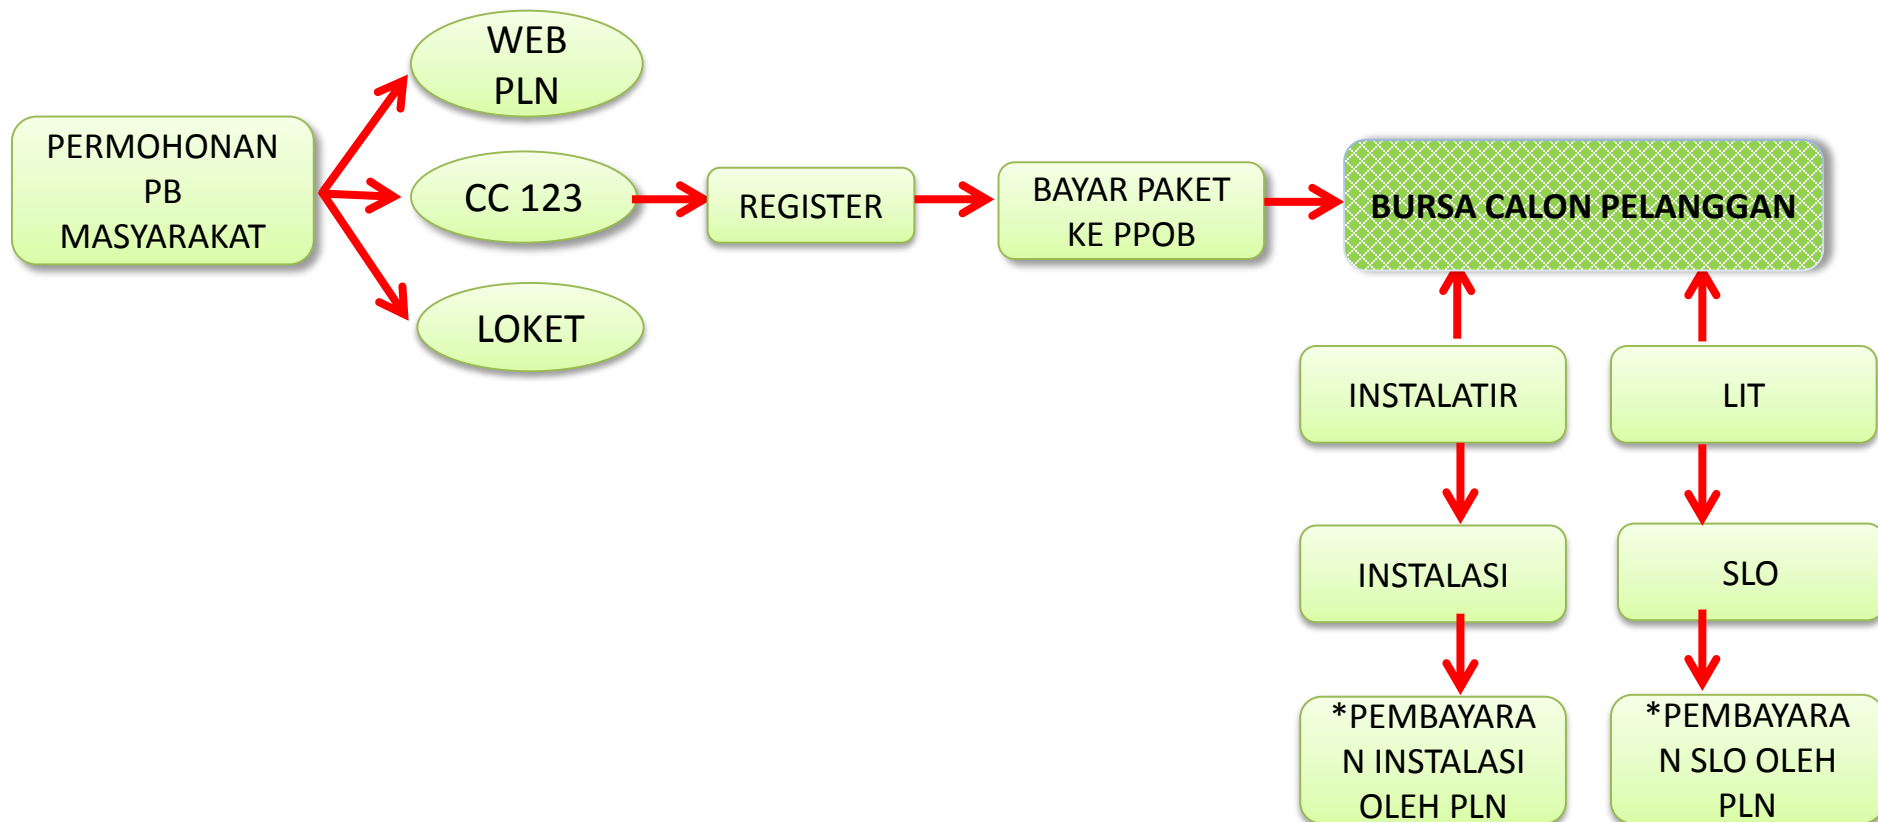 WEB
PLN
PERMOHONAN
PB
MASYARAKAT
CC 123
LOKET
REGISTER
BAYAR PAKET
KE PPOB
BURSA CALON PELANGGAN
INSTALATIR
LIT
INSTALASI
SLO
*PEMBAYARA
N INSTALASI
OLEH PLN
*PEMBAYARA
N SLO OLEH
PLN